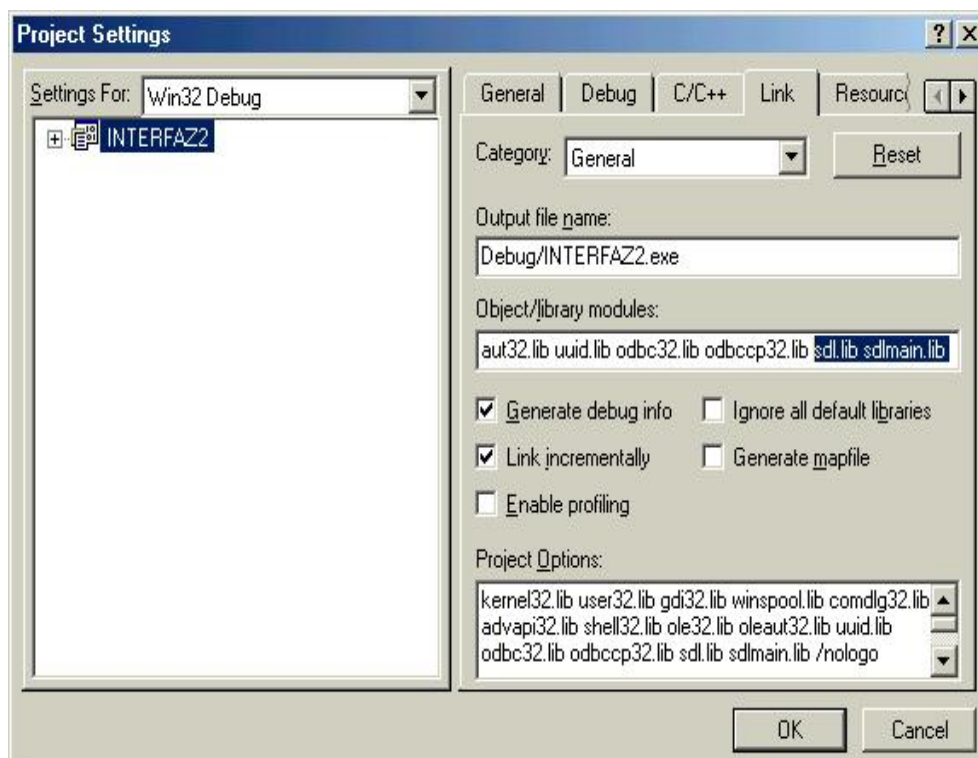 Project Settings
Settings For: Win32 Debug
INTERFAZ2
General Debug C/C++ Link Resourc
Category: General Reset
Output file name:
Debug/INTERFAZ2.exe
Object/library modules:
aut32.lib uuid.lib odbc32.lib odbccp32.lib sdl.lib sdlmain.lib
Generate debug info Ignore all default libraries
Link incrementally Generate mapfile
Enable profiling
Project Options:
kernel32.lib user32.lib gdi32.lib winspool.lib comdlg32.lib
advapi32.lib shell32.lib ole32.lib oleaut32.lib uuid.lib
odbc32.lib odbccp32.lib sdl.lib sdlmain.lib /nologo
OK Cancel